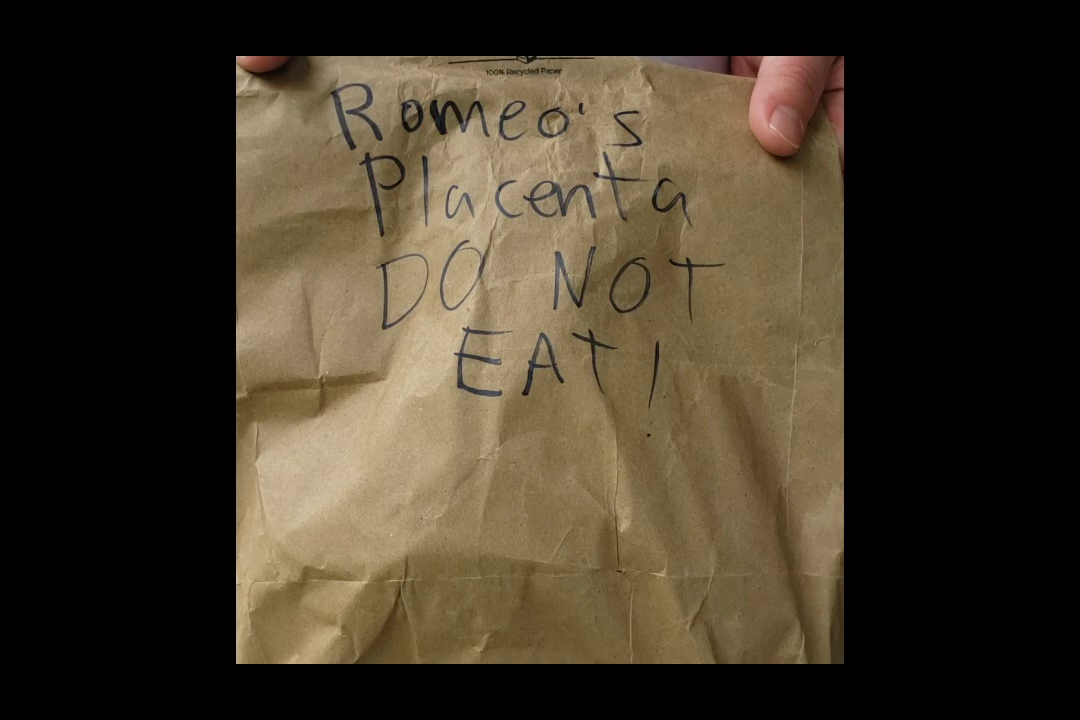 100% Recycled Paper
Romeo's
Placenta
DO NOT
EAT!